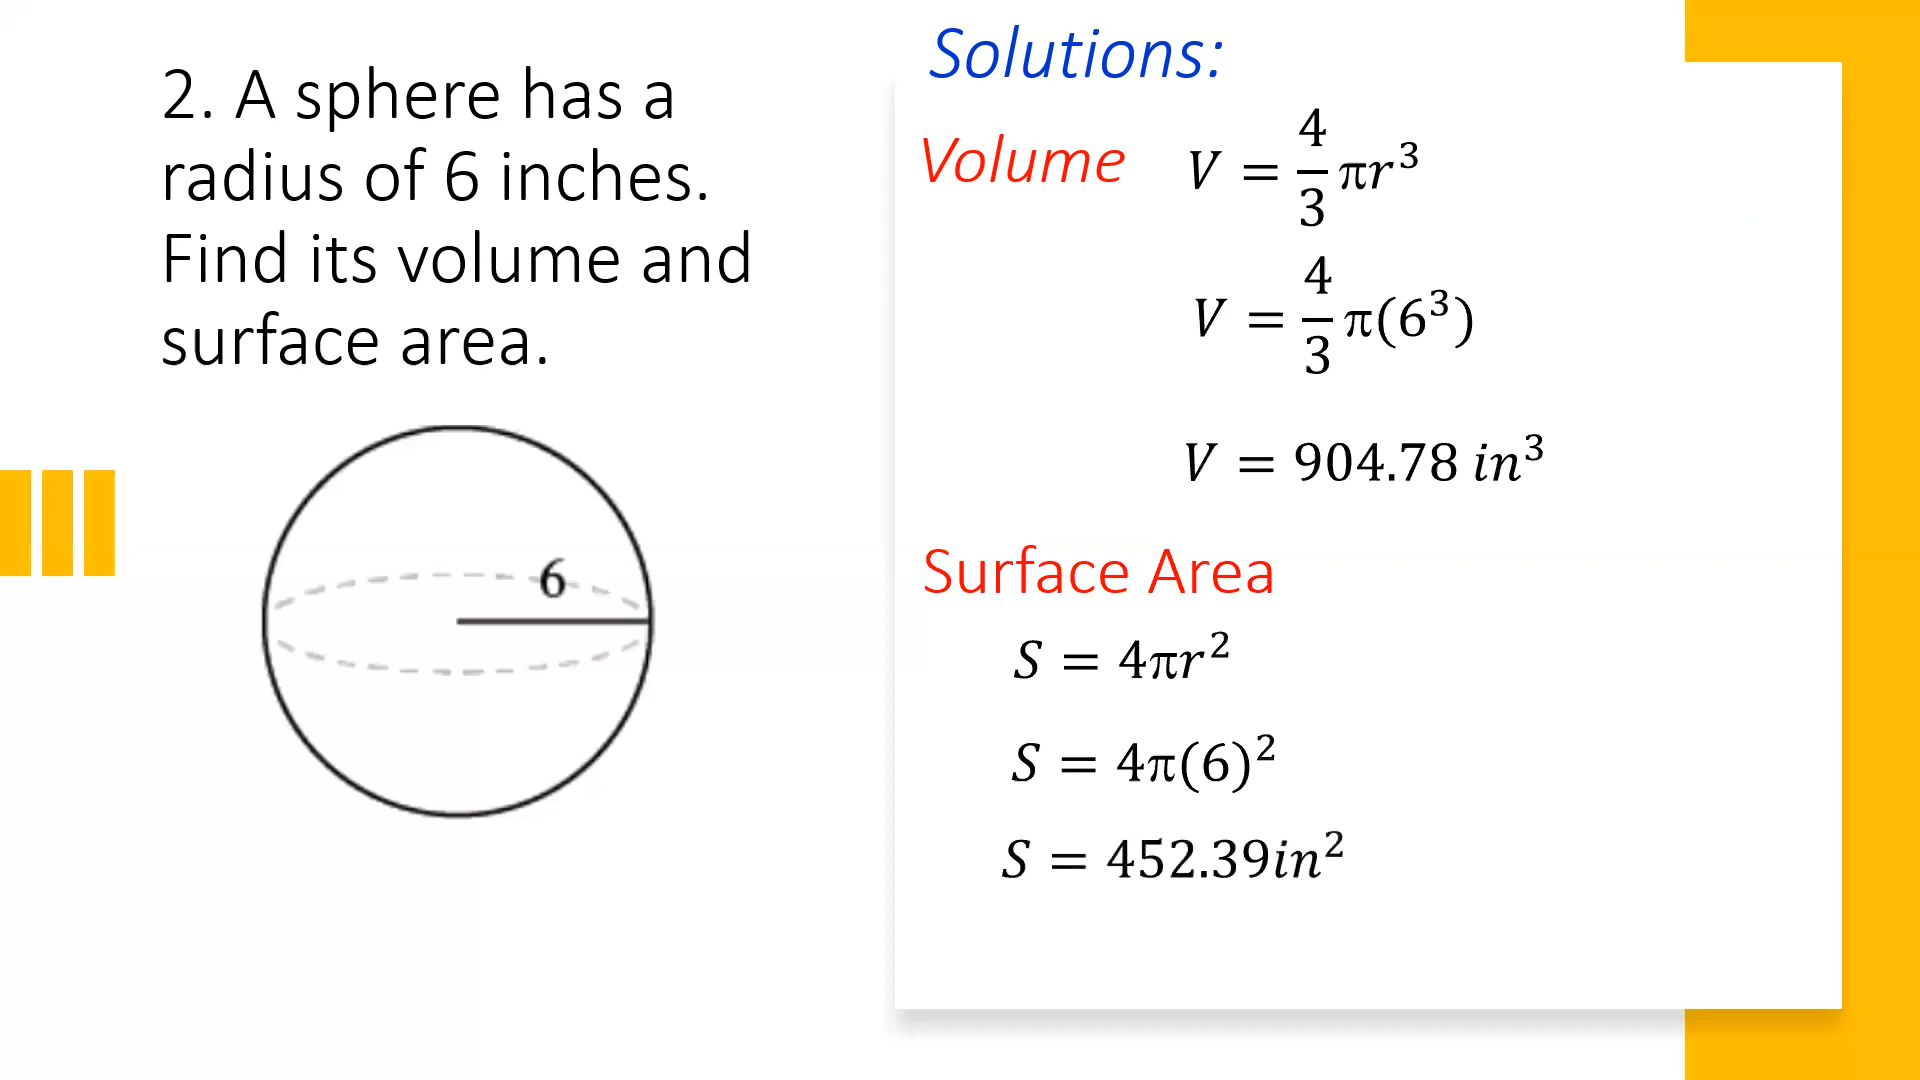 2. A sphere has a
radius of 6 inches.
Find its volume and
surface area.
6
Solutions:
Volume V = 4/3 πr³
V = 4/3 π(6³)
V = 904.78 in³
Surface Area
S = 4πr²
S = 4π(6)²
S = 452.39in²